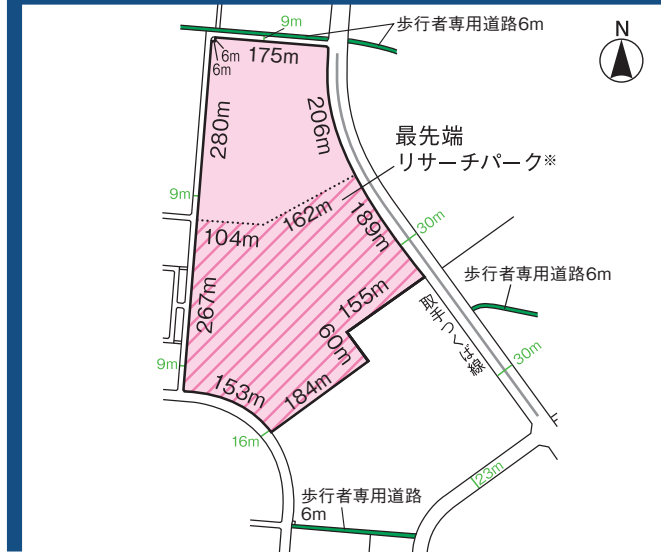 9m
歩行者専用道路6m
N
6m
6m
175m
280m
206m
最先端
リサーチパーク※
9m
162m
104m
189m
30m
歩行者専用道路6m
267m
155m
取手つくば線
60m
30m
9m
153m
184m
16m
23m
歩行者専用道路
6m